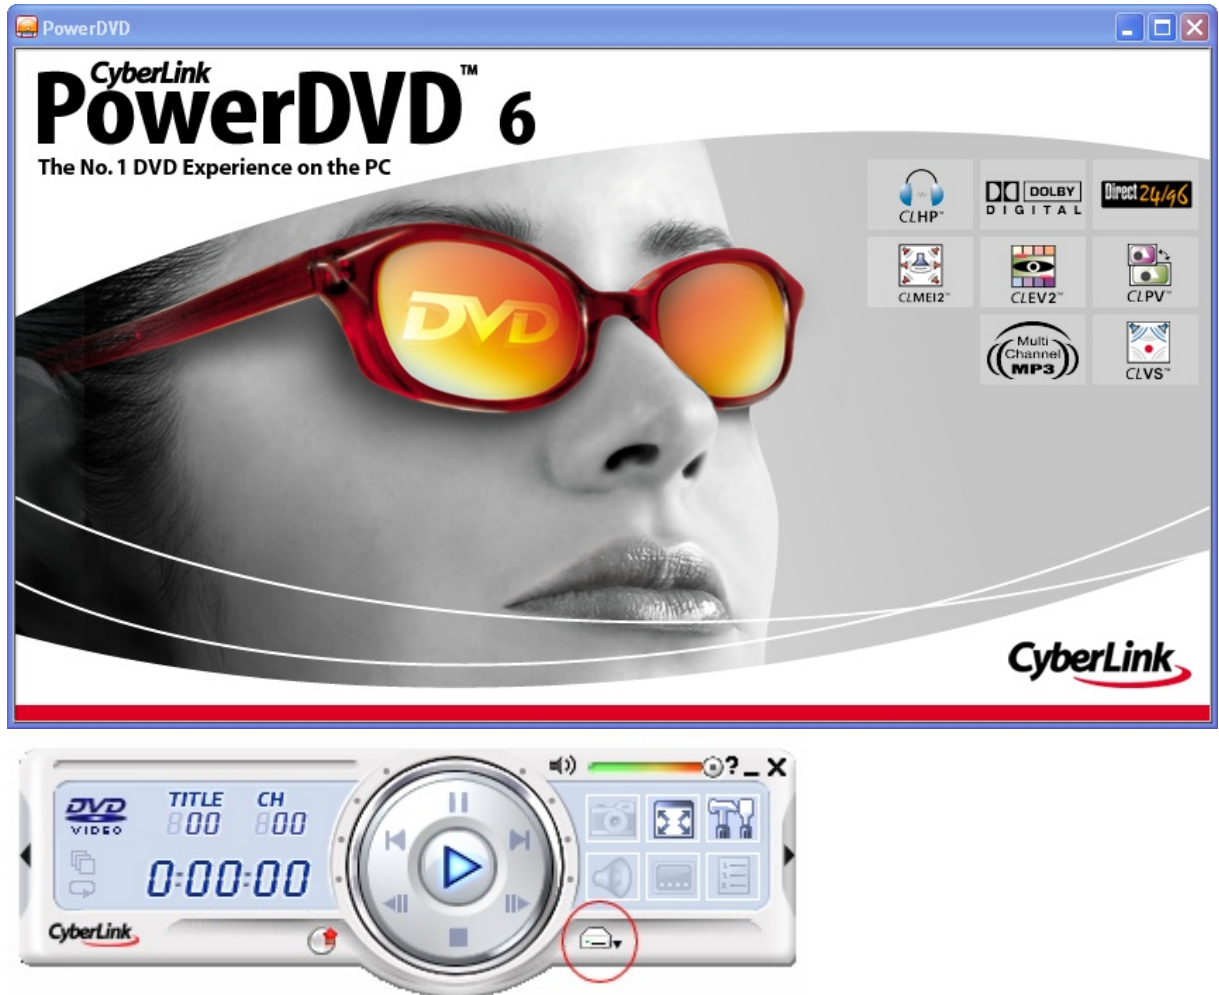 PowerDVD
CyberLink
PowerDVD™ 6
The No. 1 DVD Experience on the PC
CLHP™
DOLBY
DIGITAL
Direct 24/96
CLMEI2™
CLEV2™
CLPV™
Multi
Channel
MP3
CLVS™
DVD
CyberLink
DVD
VIDEO
TITLE
CH
00
00
0:00:00
?
CyberLink